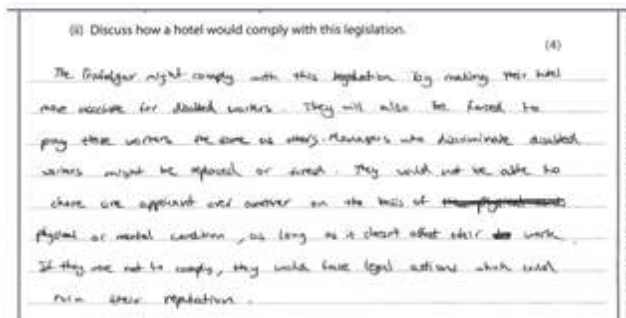 (ii) Discuss how a hotel would comply with this legislation.
(4)
The Trafalgar might comply with this legislation by making their hotel
more accessible for disabled workers. They will also be forced to
pay these workers the same as others. Managers who discriminate disabled
workers might be replaced or fired. They would not be able to
chose one applicant over another on the basis of
physical or mental condition, as long as it doesnt affect their work.
If they were not to comply, they would face legal actions which could
ruin their reputation.